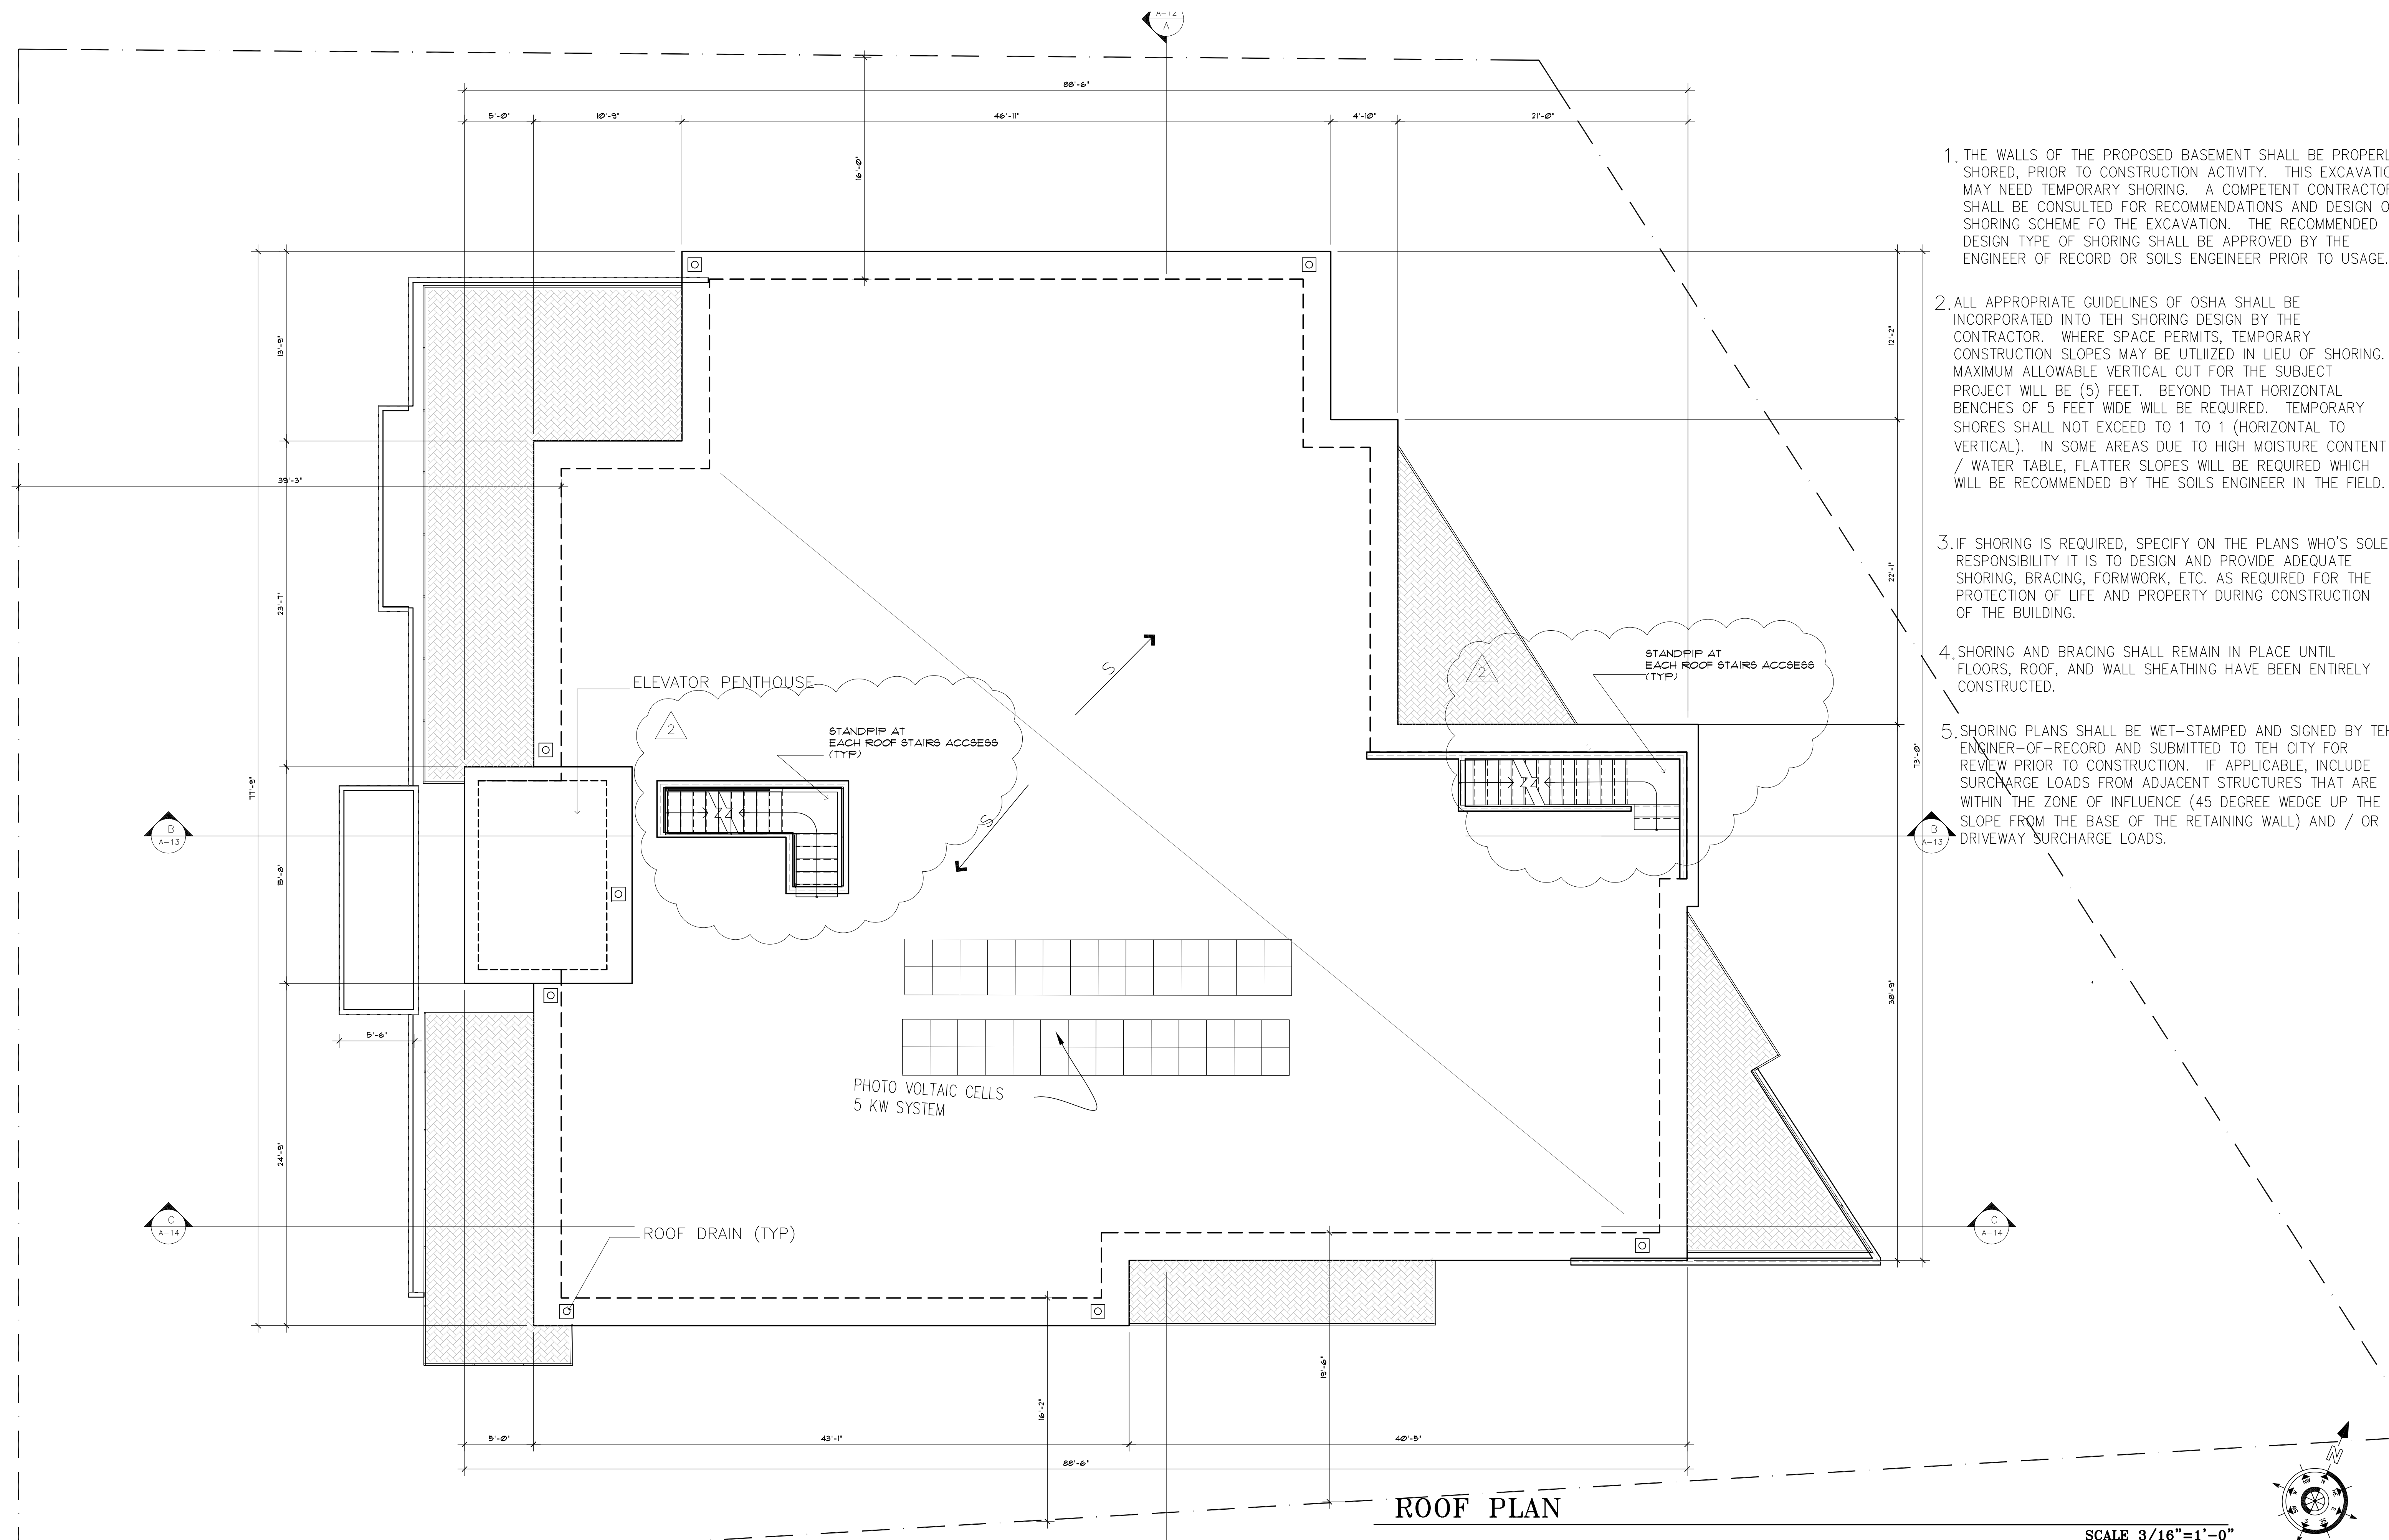 A-12
A
88'-6"
5'-0"
10'-9"
46'-11"
4'-10"
21'-0"
16'-0"
13'-9"
39'-3"
23'-7"
77'-9"
15'-8"
24'-9"
5'-6"
12'-2"
22'-1"
73'-0"
38'-9"
ELEVATOR PENTHOUSE
2
STANDPIP AT
EACH ROOF STAIRS ACCSESS
(TYP)
S
S
2
STANDPIP AT
EACH ROOF STAIRS ACCSESS
(TYP)
B
A-13
B
A-13
PHOTO VOLTAIC CELLS
5 KW SYSTEM
ROOF DRAIN (TYP)
C
A-14
C
A-14
16'-2"
19'-6"
5'-0"
43'-1"
40'-5"
88'-6"
1. THE WALLS OF THE PROPOSED BASEMENT SHALL BE PROPERL
SHORED, PRIOR TO CONSTRUCTION ACTIVITY. THIS EXCAVATIO
MAY NEED TEMPORARY SHORING. A COMPETENT CONTRACTOR
SHALL BE CONSULTED FOR RECOMMENDATIONS AND DESIGN O
SHORING SCHEME FO THE EXCAVATION. THE RECOMMENDED
DESIGN TYPE OF SHORING SHALL BE APPROVED BY THE
ENGINEER OF RECORD OR SOILS ENGEINEER PRIOR TO USAGE.
2. ALL APPROPRIATE GUIDELINES OF OSHA SHALL BE
INCORPORATED INTO TEH SHORING DESIGN BY THE
CONTRACTOR. WHERE SPACE PERMITS, TEMPORARY
CONSTRUCTION SLOPES MAY BE UTLIIZED IN LIEU OF SHORING.
MAXIMUM ALLOWABLE VERTICAL CUT FOR THE SUBJECT
PROJECT WILL BE (5) FEET. BEYOND THAT HORIZONTAL
BENCHES OF 5 FEET WIDE WILL BE REQUIRED. TEMPORARY
SHORES SHALL NOT EXCEED TO 1 TO 1 (HORIZONTAL TO
VERTICAL). IN SOME AREAS DUE TO HIGH MOISTURE CONTENT
/ WATER TABLE, FLATTER SLOPES WILL BE REQUIRED WHICH
WILL BE RECOMMENDED BY THE SOILS ENGINEER IN THE FIELD.
3. IF SHORING IS REQUIRED, SPECIFY ON THE PLANS WHO'S SOLE
RESPONSIBILITY IT IS TO DESIGN AND PROVIDE ADEQUATE
SHORING, BRACING, FORMWORK, ETC. AS REQUIRED FOR THE
PROTECTION OF LIFE AND PROPERTY DURING CONSTRUCTION
OF THE BUILDING.
4. SHORING AND BRACING SHALL REMAIN IN PLACE UNTIL
FLOORS, ROOF, AND WALL SHEATHING HAVE BEEN ENTIRELY
CONSTRUCTED.
5. SHORING PLANS SHALL BE WET-STAMPED AND SIGNED BY TEH
ENGINER-OF-RECORD AND SUBMITTED TO TEH CITY FOR
REVIEW PRIOR TO CONSTRUCTION. IF APPLICABLE, INCLUDE
SURCHARGE LOADS FROM ADJACENT STRUCTURES THAT ARE
WITHIN THE ZONE OF INFLUENCE (45 DEGREE WEDGE UP THE
SLOPE FROM THE BASE OF THE RETAINING WALL) AND / OR
DRIVEWAY SURCHARGE LOADS.
ROOF PLAN
SCALE 3/16"=1'-0"
N